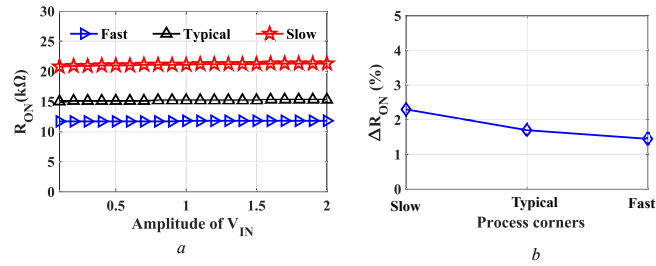 30
25
20
15
10
5
0
Fast Typical Slow
R_ON(kΩ)
0.5 1 1.5 2
Amplitude of V_IN
a
5
4
3
2
1
0
ΔR_ON (%)
Slow Typical Fast
Process corners
b